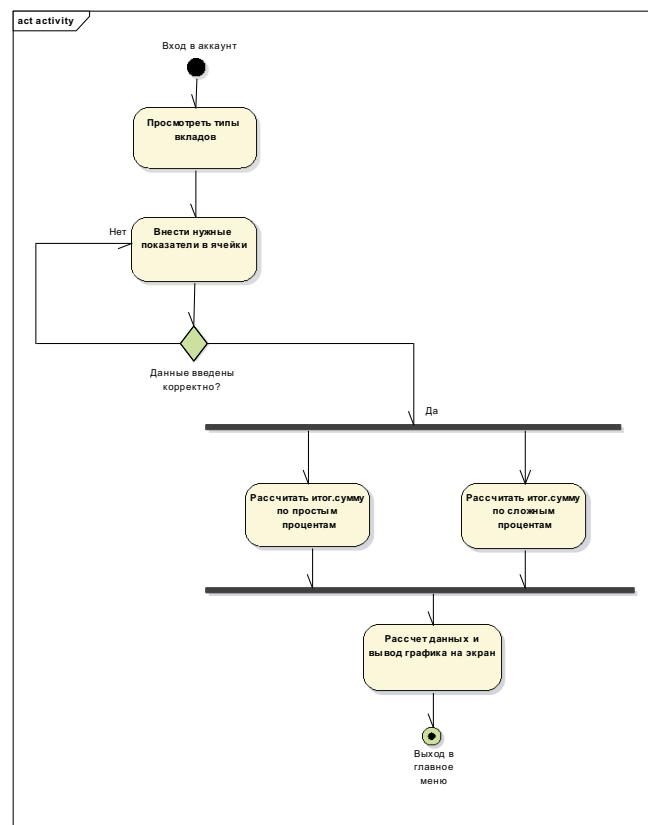 act activity
Вход в аккаунт
Просмотреть типы
вкладов
Нет
Внести нужные
показатели в ячейки
Данные введены
корректно?
Да
Рассчитать итог.сумму
по простым
процентам
Рассчитать итог.сумму
по сложным
процентам
Рассчет данных и
вывод графика на экран
Выход в
главное
меню